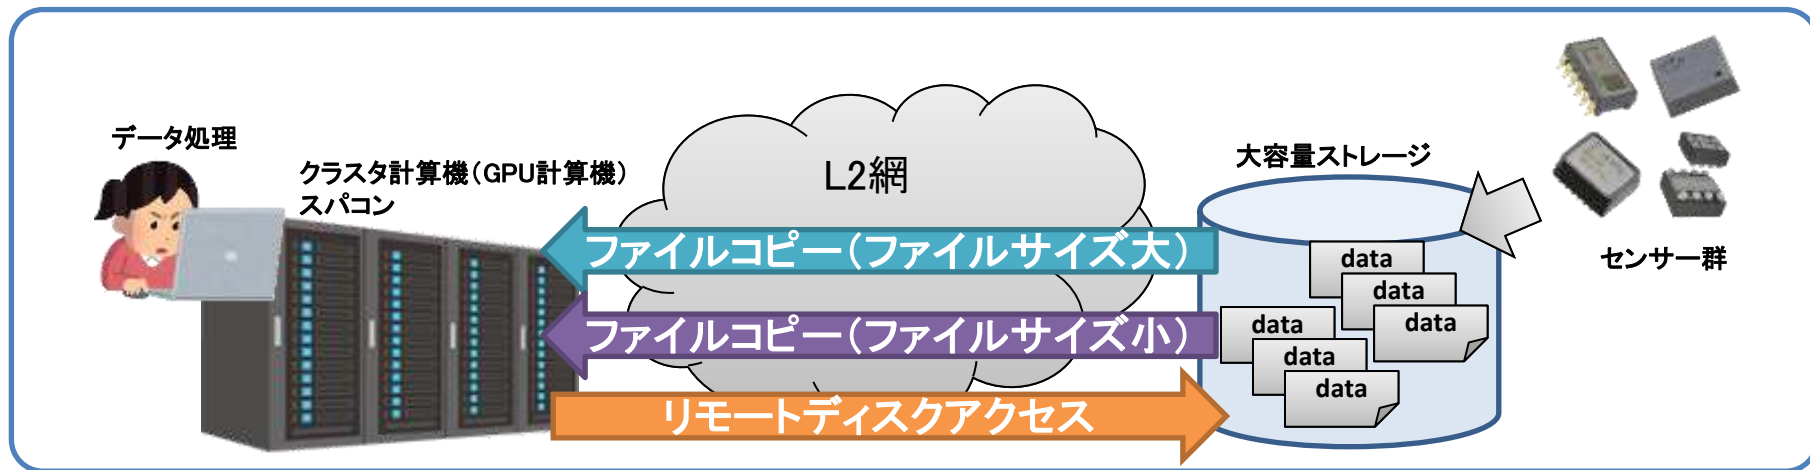 データ処理
クラスタ計算機（GPU計算機）
スパコン
L2網
大容量ストレージ
センサー群
ファイルコピー（ファイルサイズ大）
ファイルコピー（ファイルサイズ小）
リモートディスクアクセス
data
data
data
data
data
data